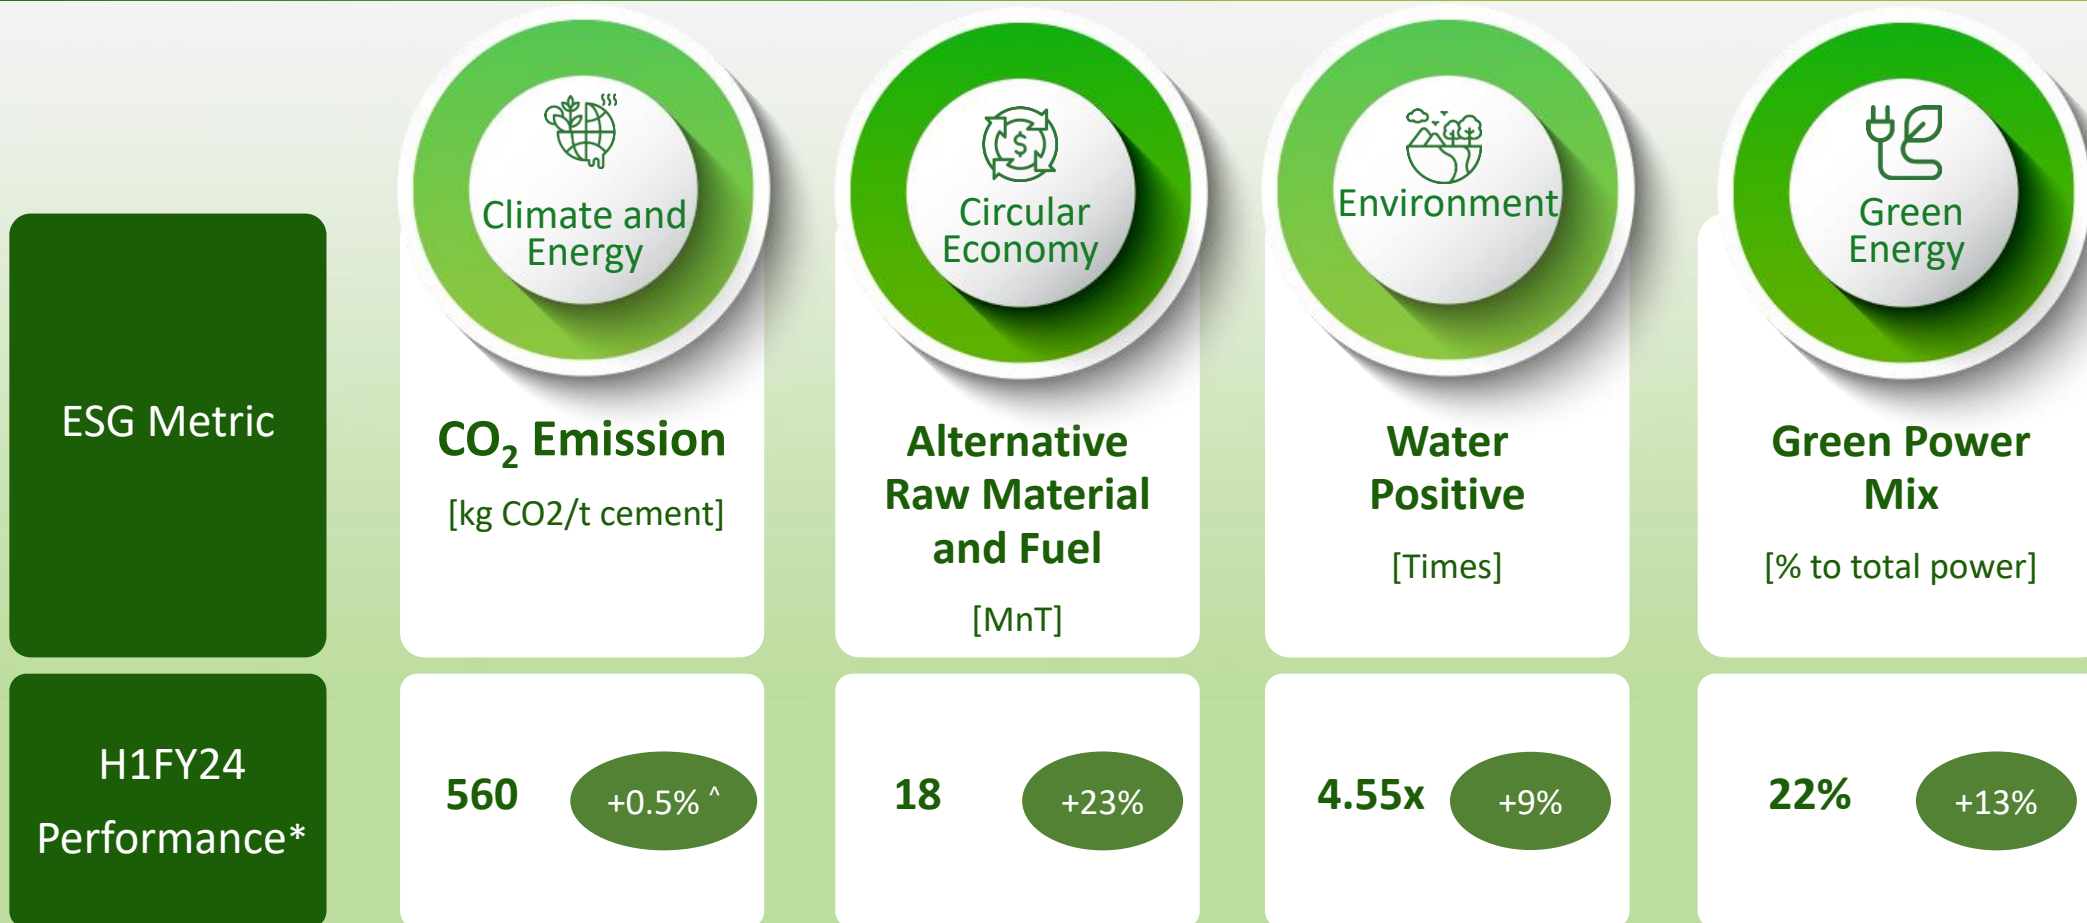 Climate and
Energy
Circular
Economy
Environment
Green
Energy
ESG Metric
CO₂ Emission
[kg CO2/t cement]
Alternative
Raw Material
and Fuel
[MnT]
Water
Positive
[Times]
Green Power
Mix
[% to total power]
H1FY24
Performance*
560
+0.5% ^
18
+23%
4.55x
+9%
22%
+13%